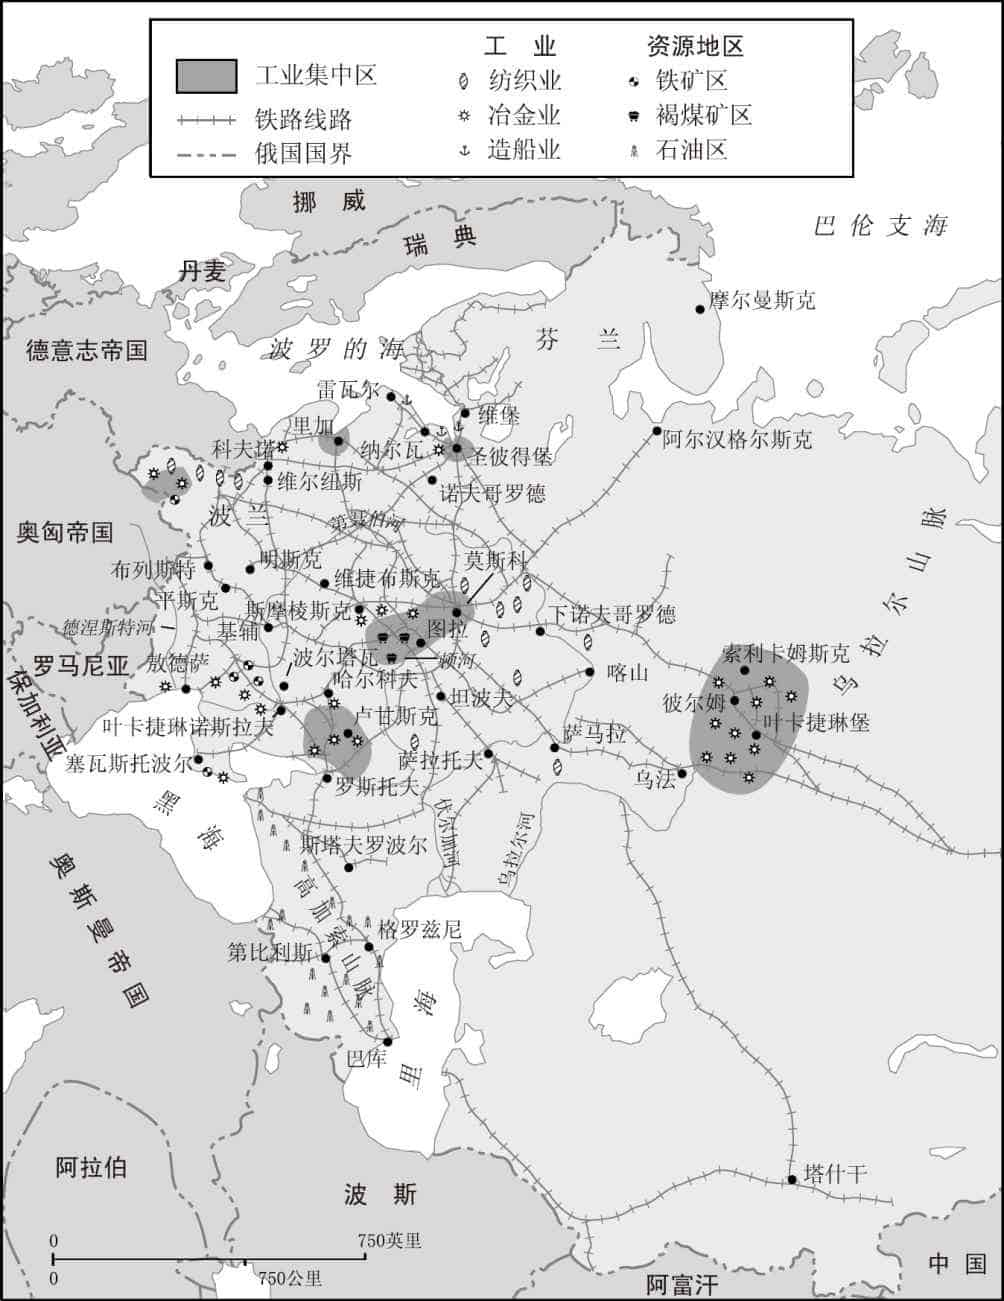 工 业
资源地区
工业集中区
纺织业
铁矿区
铁路线路
冶金业
褐煤矿区
俄国国界
造船业
石油区
挪 威
巴伦支海
瑞 典
丹麦
摩尔曼斯克
芬 兰
德意志帝国
波罗的海
雷瓦尔
维堡
里加
科夫诺
纳尔瓦
圣彼得堡
阿尔汉格尔斯克
维尔纽斯
诺夫哥罗德
波 兰
第聂伯河
奥匈帝国
乌拉尔山脉
布列斯特
明斯克
维捷布斯克
莫斯科
平斯克
斯摩棱斯克
下诺夫哥罗德
德涅斯特河
基辅
图拉
罗马尼亚
敖德萨
波尔塔瓦
顿河
索利卡姆斯克
保加利亚
哈尔科夫
坦波夫
喀山
彼尔姆
叶卡捷琳诺斯拉夫
卢甘斯克
叶卡捷琳堡
萨马拉
塞瓦斯托波尔
萨拉托夫
乌法
罗斯托夫
黑海
伏尔加河
乌拉尔河
斯塔夫罗波尔
奥斯曼帝国
高加索山脉
格罗兹尼
第比利斯
里海
巴库
阿拉伯
塔什干
波 斯
0
750英里
0
750公里
阿富汗
中 国